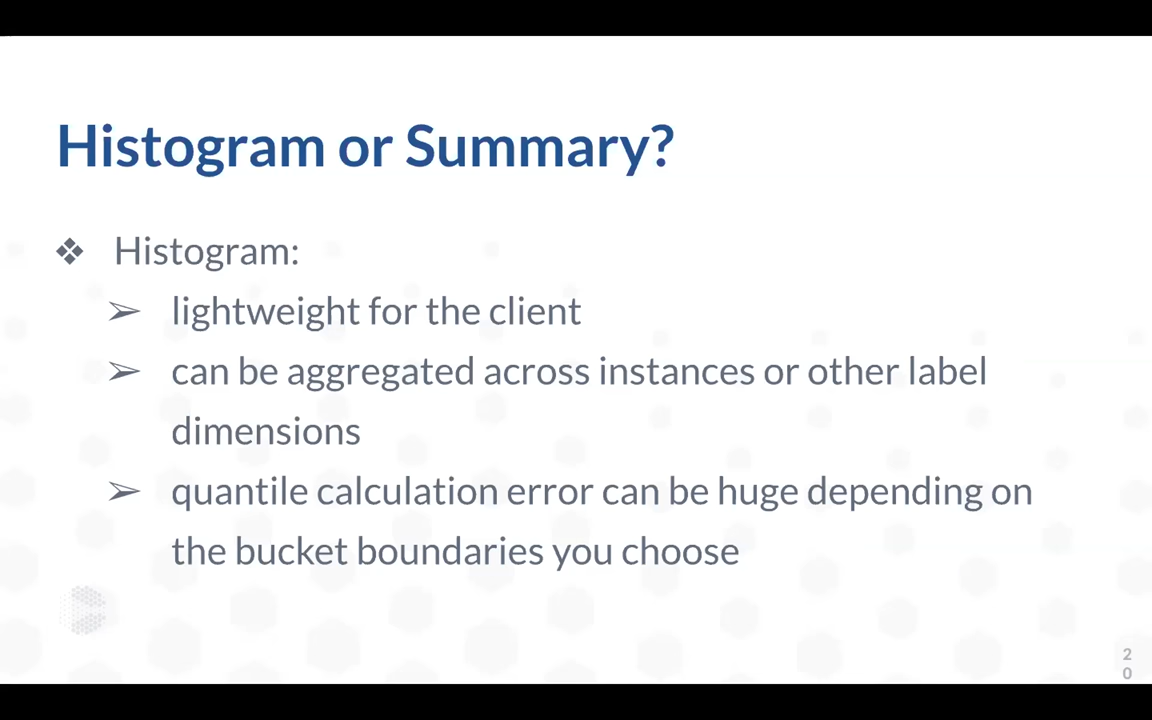 Histogram or Summary?
❖ Histogram:
➢ lightweight for the client
➢ can be aggregated across instances or other label
dimensions
➢ quantile calculation error can be huge depending on
the bucket boundaries you choose
2
0